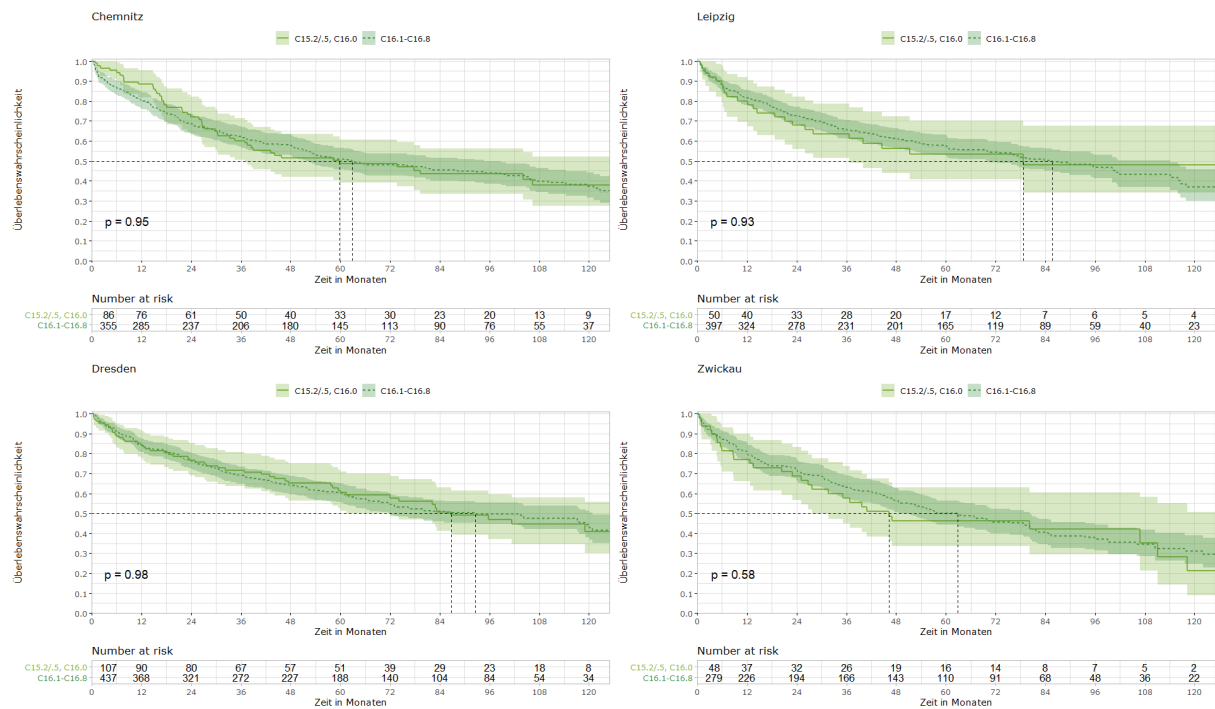 Chemnitz
C15.2/.5, C16.0 C16.1-C16.8
Überlebenswahrscheinlichkeit
1.0
0.9
0.8
0.7
0.6
0.5
0.4
0.3
0.2
0.1
0.0
p = 0.95
0 12 24 36 48 60 72 84 96 108 120
Zeit in Monaten
Number at risk
C15.2/.5, C16.0 86 76 61 50 40 33 30 23 20 13 9
C16.1-C16.8 355 285 237 206 180 145 113 90 76 55 37
0 12 24 36 48 60 72 84 96 108 120
Zeit in Monaten
Leipzig
C15.2/.5, C16.0 C16.1-C16.8
Überlebenswahrscheinlichkeit
1.0
0.9
0.8
0.7
0.6
0.5
0.4
0.3
0.2
0.1
0.0
p = 0.93
0 12 24 36 48 60 72 84 96 108 120
Zeit in Monaten
Number at risk
C15.2/.5, C16.0 50 40 33 28 20 17 12 7 6 5 4
C16.1-C16.8 397 324 278 231 201 165 119 89 59 40 23
0 12 24 36 48 60 72 84 96 108 120
Zeit in Monaten
Dresden
C15.2/.5, C16.0 C16.1-C16.8
Überlebenswahrscheinlichkeit
1.0
0.9
0.8
0.7
0.6
0.5
0.4
0.3
0.2
0.1
0.0
p = 0.98
0 12 24 36 48 60 72 84 96 108 120
Zeit in Monaten
Number at risk
C15.2/.5, C16.0 107 90 80 67 57 51 39 29 23 18 8
C16.1-C16.8 437 368 321 272 227 188 140 104 84 54 34
0 12 24 36 48 60 72 84 96 108 120
Zeit in Monaten
Zwickau
C15.2/.5, C16.0 C16.1-C16.8
Überlebenswahrscheinlichkeit
1.0
0.9
0.8
0.7
0.6
0.5
0.4
0.3
0.2
0.1
0.0
p = 0.58
0 12 24 36 48 60 72 84 96 108 120
Zeit in Monaten
Number at risk
C15.2/.5, C16.0 48 37 32 26 19 16 14 8 7 5 2
C16.1-C16.8 279 226 194 166 143 110 91 68 48 36 22
0 12 24 36 48 60 72 84 96 108 120
Zeit in Monaten